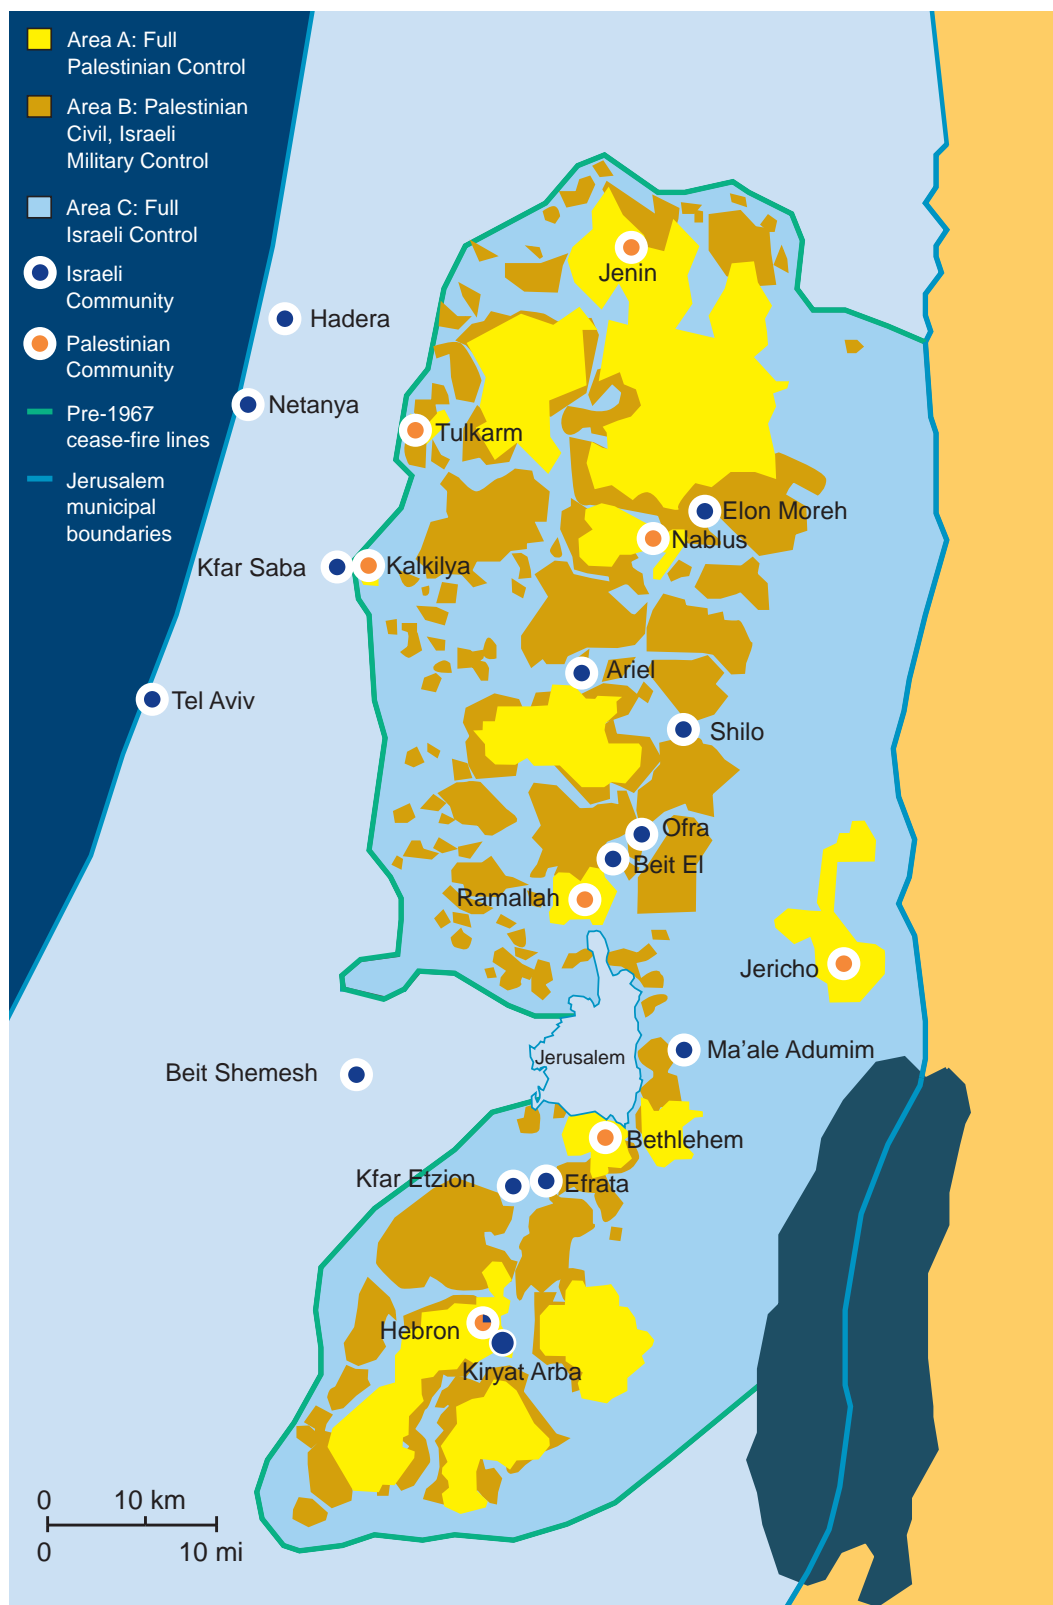 Area A: Full
Palestinian Control
Area B: Palestinian
Civil, Israeli
Military Control
Area C: Full
Israeli Control
Israeli
Community
Palestinian
Community
Pre-1967
cease-fire lines
Jerusalem
municipal
boundaries
Jenin
Hadera
Netanya
Tulkarm
Elon Moreh
Nablus
Kfar Saba
Kalkilya
Ariel
Tel Aviv
Shilo
Ofra
Beit El
Ramallah
Jericho
Jerusalem
Ma’ale Adumim
Beit Shemesh
Bethlehem
Kfar Etzion
Efrata
Hebron
Kiryat Arba
0 10 km
0 10 mi